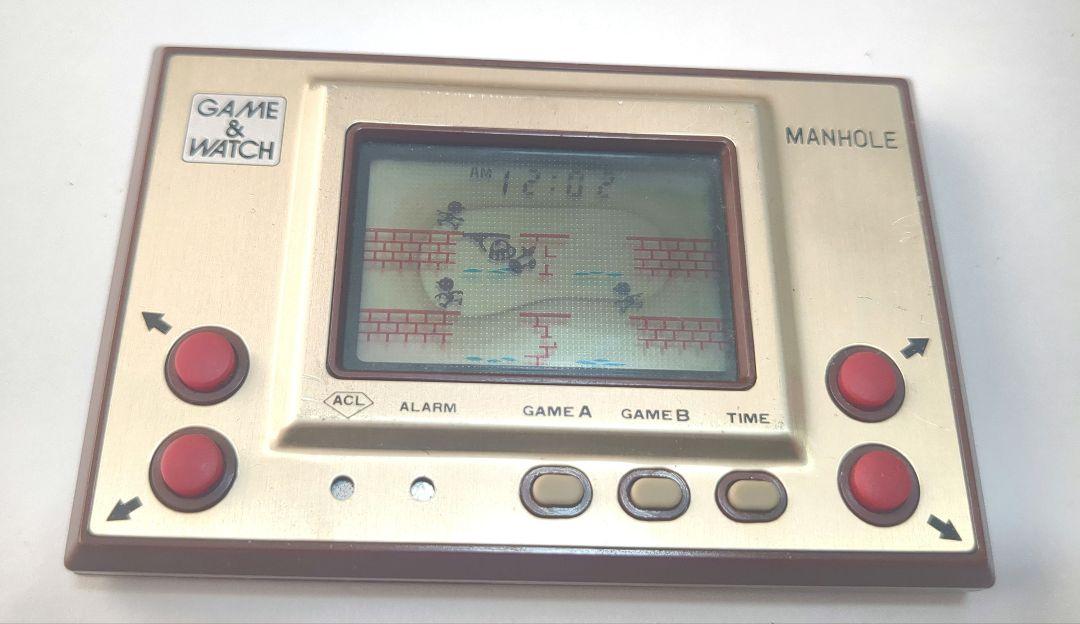 GAME
&
WATCH
MANHOLE
AM 12:02
ACL
ALARM
GAME A
GAME B
TIME